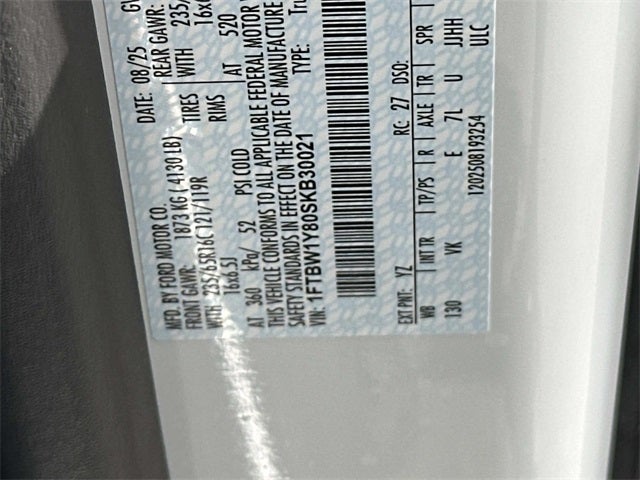 MFD. BY FORD MOTOR CO.
DATE: 08/25
FRONT GAWR: 1873 KG ( 4130 LB)
REAR GAWR:
WITH 235/65R16C 121/119R TIRES
WITH 235/
16x6.5J RIMS
AT 360 kPa/ 52 PSI COLD
AT 520
THIS VEHICLE CONFORMS TO ALL APPLICABLE FEDERAL MOTOR
SAFETY STANDARDS IN EFFECT ON THE DATE OF MANUFACTURE
VIN: 1FTBW1Y80SKB30021
TYPE: Tru
EXT PNT: YZ RC: 27 DSO:
WB INT TR TP/PS R AXLE TR SPR
130 VK E 7L U JJHH
ULC
1202508193254